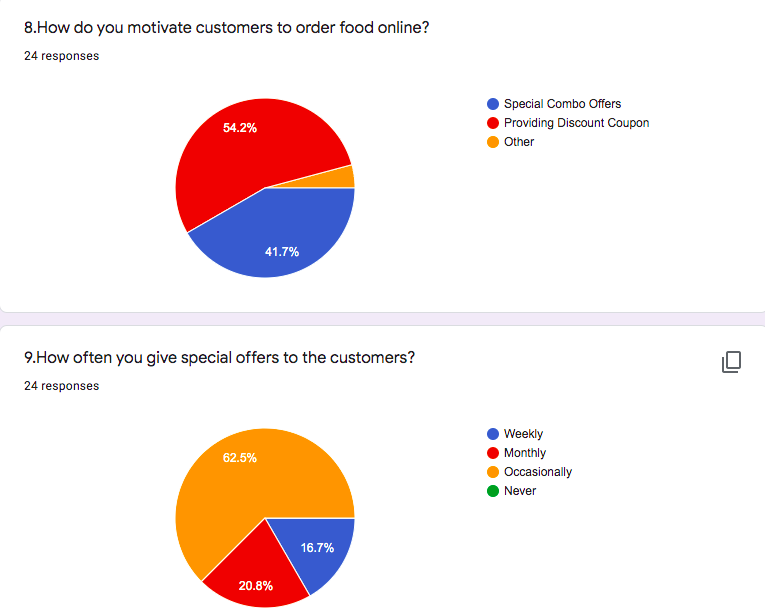 8.How do you motivate customers to order food online?
24 responses
54.2%
41.7%
Special Combo Offers
Providing Discount Coupon
Other
9.How often you give special offers to the customers?
24 responses
62.5%
16.7%
20.8%
Weekly
Monthly
Occasionally
Never